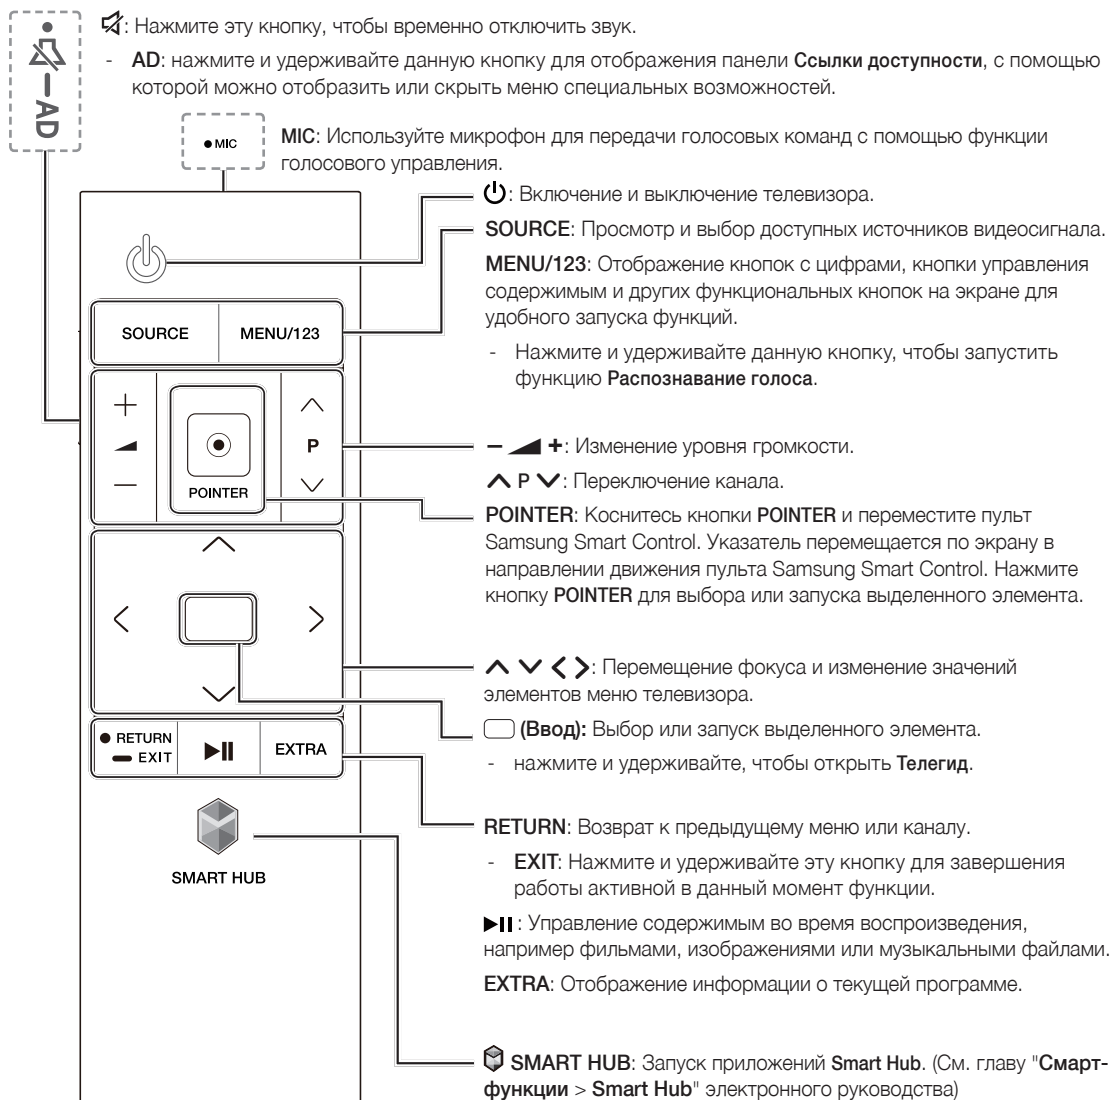 : Нажмите эту кнопку, чтобы временно отключить звук.
- AD: нажмите и удерживайте данную кнопку для отображения панели Ссылки доступности, с помощью
которой можно отобразить или скрыть меню специальных возможностей.
AD
MIC
MIC: Используйте микрофон для передачи голосовых команд с помощью функции
голосового управления.
: Включение и выключение телевизора.
SOURCE: Просмотр и выбор доступных источников видеосигнала.
MENU/123: Отображение кнопок с цифрами, кнопки управления
содержимым и других функциональных кнопок на экране для
удобного запуска функций.
- Нажмите и удерживайте данную кнопку, чтобы запустить
функцию Распознавание голоса.
SOURCE
MENU/123
+
P
—
POINTER
− +: Изменение уровня громкости.
P : Переключение канала.
POINTER: Коснитесь кнопки POINTER и переместите пульт
Samsung Smart Control. Указатель перемещается по экрану в
направлении движения пульта Samsung Smart Control. Нажмите
кнопку POINTER для выбора или запуска выделенного элемента.
: Перемещение фокуса и изменение значений
элементов меню телевизора.
(Ввод): Выбор или запуск выделенного элемента.
- нажмите и удерживайте, чтобы открыть Телегид.
RETURN
EXIT
EXTRA
SMART HUB
RETURN: Возврат к предыдущему меню или каналу.
- EXIT: Нажмите и удерживайте эту кнопку для завершения
работы активной в данный момент функции.
: Управление содержимым во время воспроизведения,
например фильмами, изображениями или музыкальными файлами.
EXTRA: Отображение информации о текущей программе.
SMART HUB: Запуск приложений Smart Hub. (См. главу "Смарт-
функции > Smart Hub" электронного руководства)